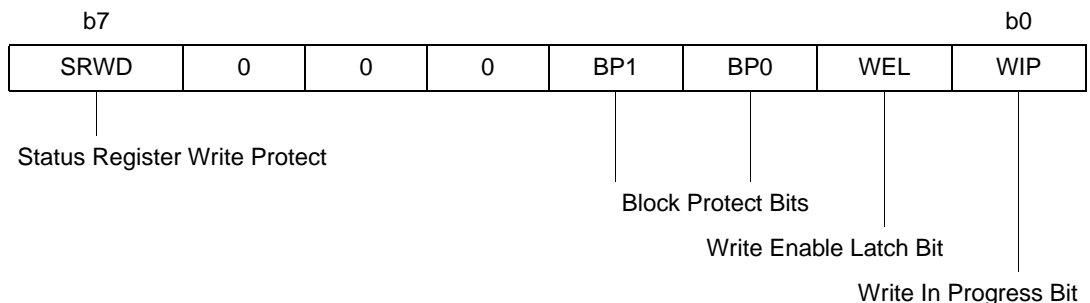 b7 b0
SRWD 0 0 0 BP1 BP0 WEL WIP
Status Register Write Protect
Block Protect Bits
Write Enable Latch Bit
Write In Progress Bit